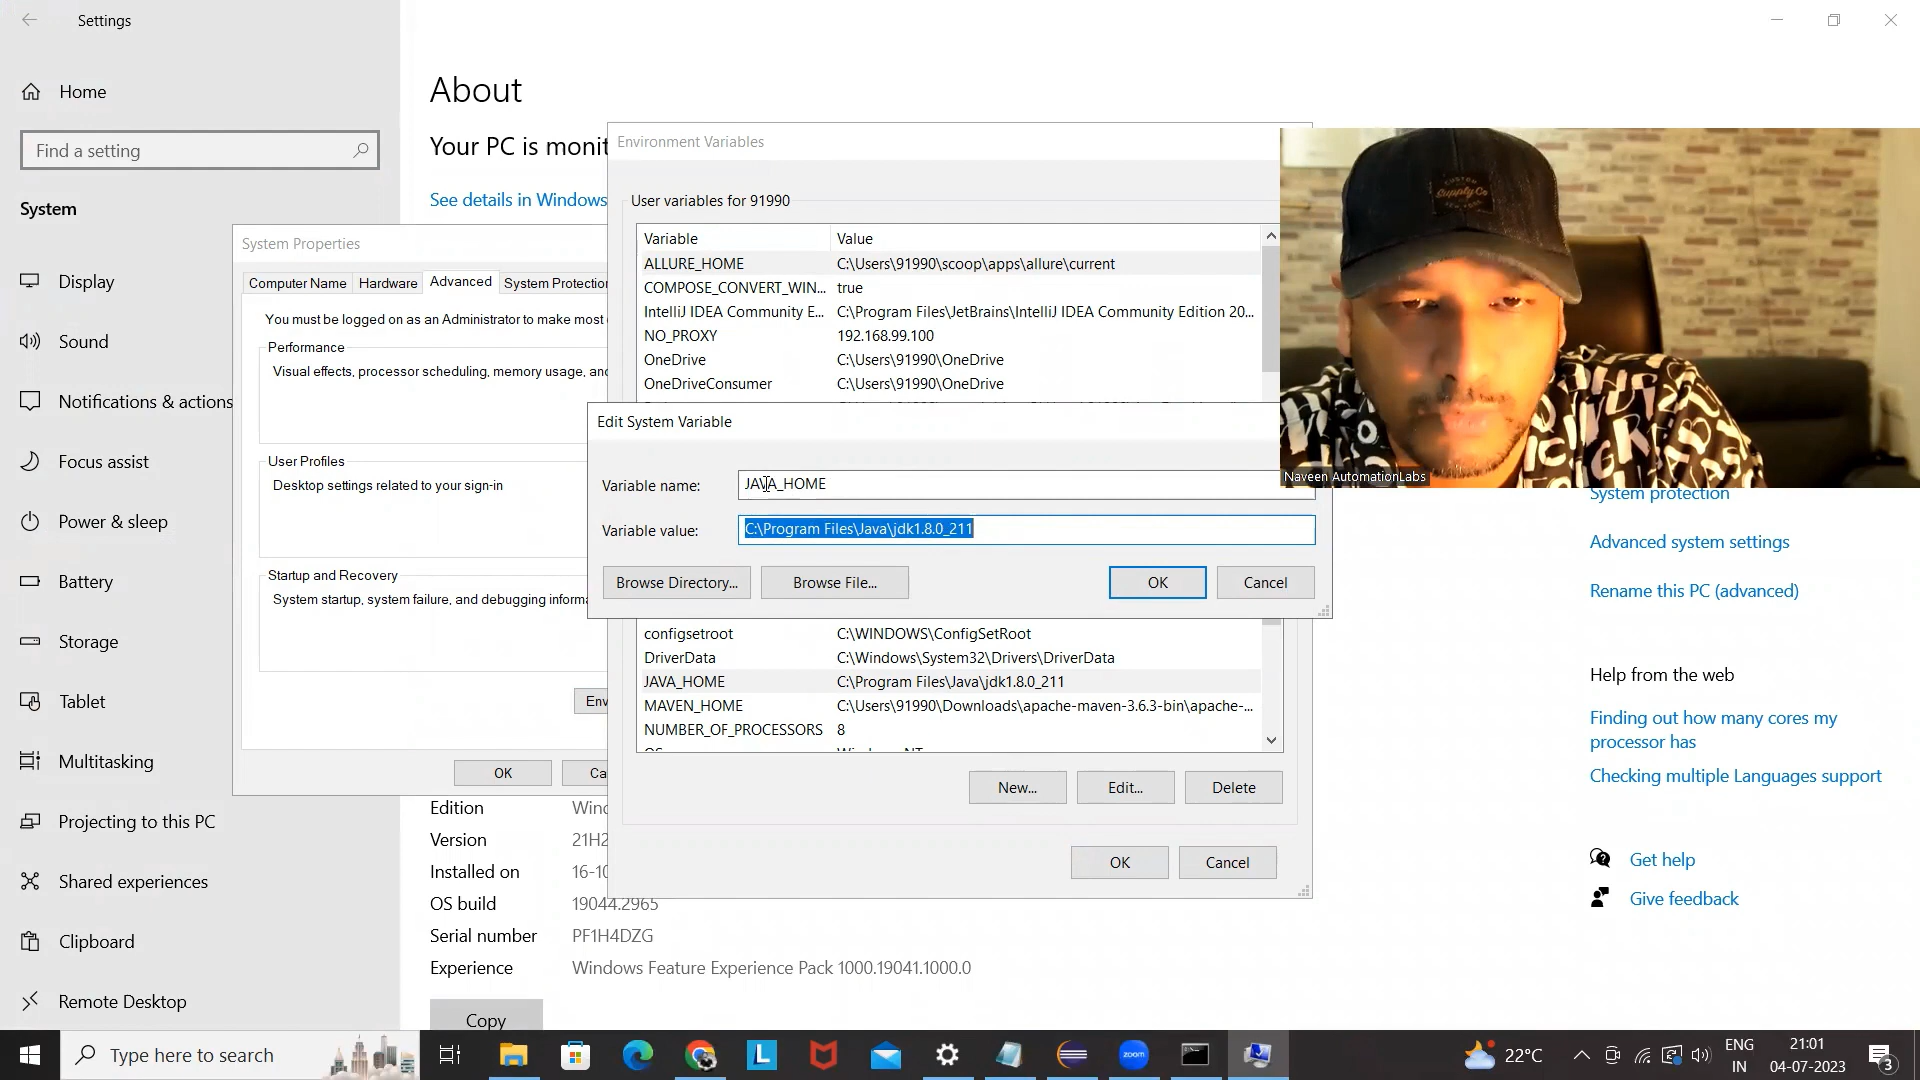 Settings
Home
Find a setting
System
Display
Sound
Notifications & actions
Focus assist
Power & sleep
Battery
Storage
Tablet
Multitasking
Projecting to this PC
Shared experiences
Clipboard
Remote Desktop
About
Your PC is monit
See details in Windows
System Properties
Computer Name Hardware Advanced System Protection
You must be logged on as an Administrator to make most
Performance
Visual effects, processor scheduling, memory usage, and
User Profiles
Desktop settings related to your sign-in
Startup and Recovery
System startup, system failure, and debugging informa
Env
OK Ca
Environment Variables
User variables for 91990
Variable Value
ALLURE_HOME C:\Users\91990\scoop\apps\allure\current
COMPOSE_CONVERT_WIN... true
IntelliJ IDEA Community E... C:\Program Files\JetBrains\IntelliJ IDEA Community Edition 20...
NO_PROXY 192.168.99.100
OneDrive C:\Users\91990\OneDrive
OneDriveConsumer C:\Users\91990\OneDrive
Edit System Variable
Variable name: JAVA_HOME
Variable value: C:\Program Files\Java\jdk1.8.0_211
Browse Directory... Browse File... OK Cancel
configsetroot C:\WINDOWS\ConfigSetRoot
DriverData C:\Windows\System32\Drivers\DriverData
JAVA_HOME C:\Program Files\Java\jdk1.8.0_211
MAVEN_HOME C:\Users\91990\Downloads\apache-maven-3.6.3-bin\apache-...
NUMBER_OF_PROCESSORS 8
New... Edit... Delete
OK Cancel
Edition Wind
Version 21H2
Installed on 16-10
OS build 19044.2965
Serial number PF1H4DZG
Experience Windows Feature Experience Pack 1000.19041.1000.0
Copy
CUSTOM
Supply Co
Naveen AutomationLabs
System protection
Advanced system settings
Rename this PC (advanced)
Help from the web
Finding out how many cores my
processor has
Checking multiple Languages support
Get help
Give feedback
Type here to search
L
zoom
22°C
ENG
IN
21:01
04-07-2023
3